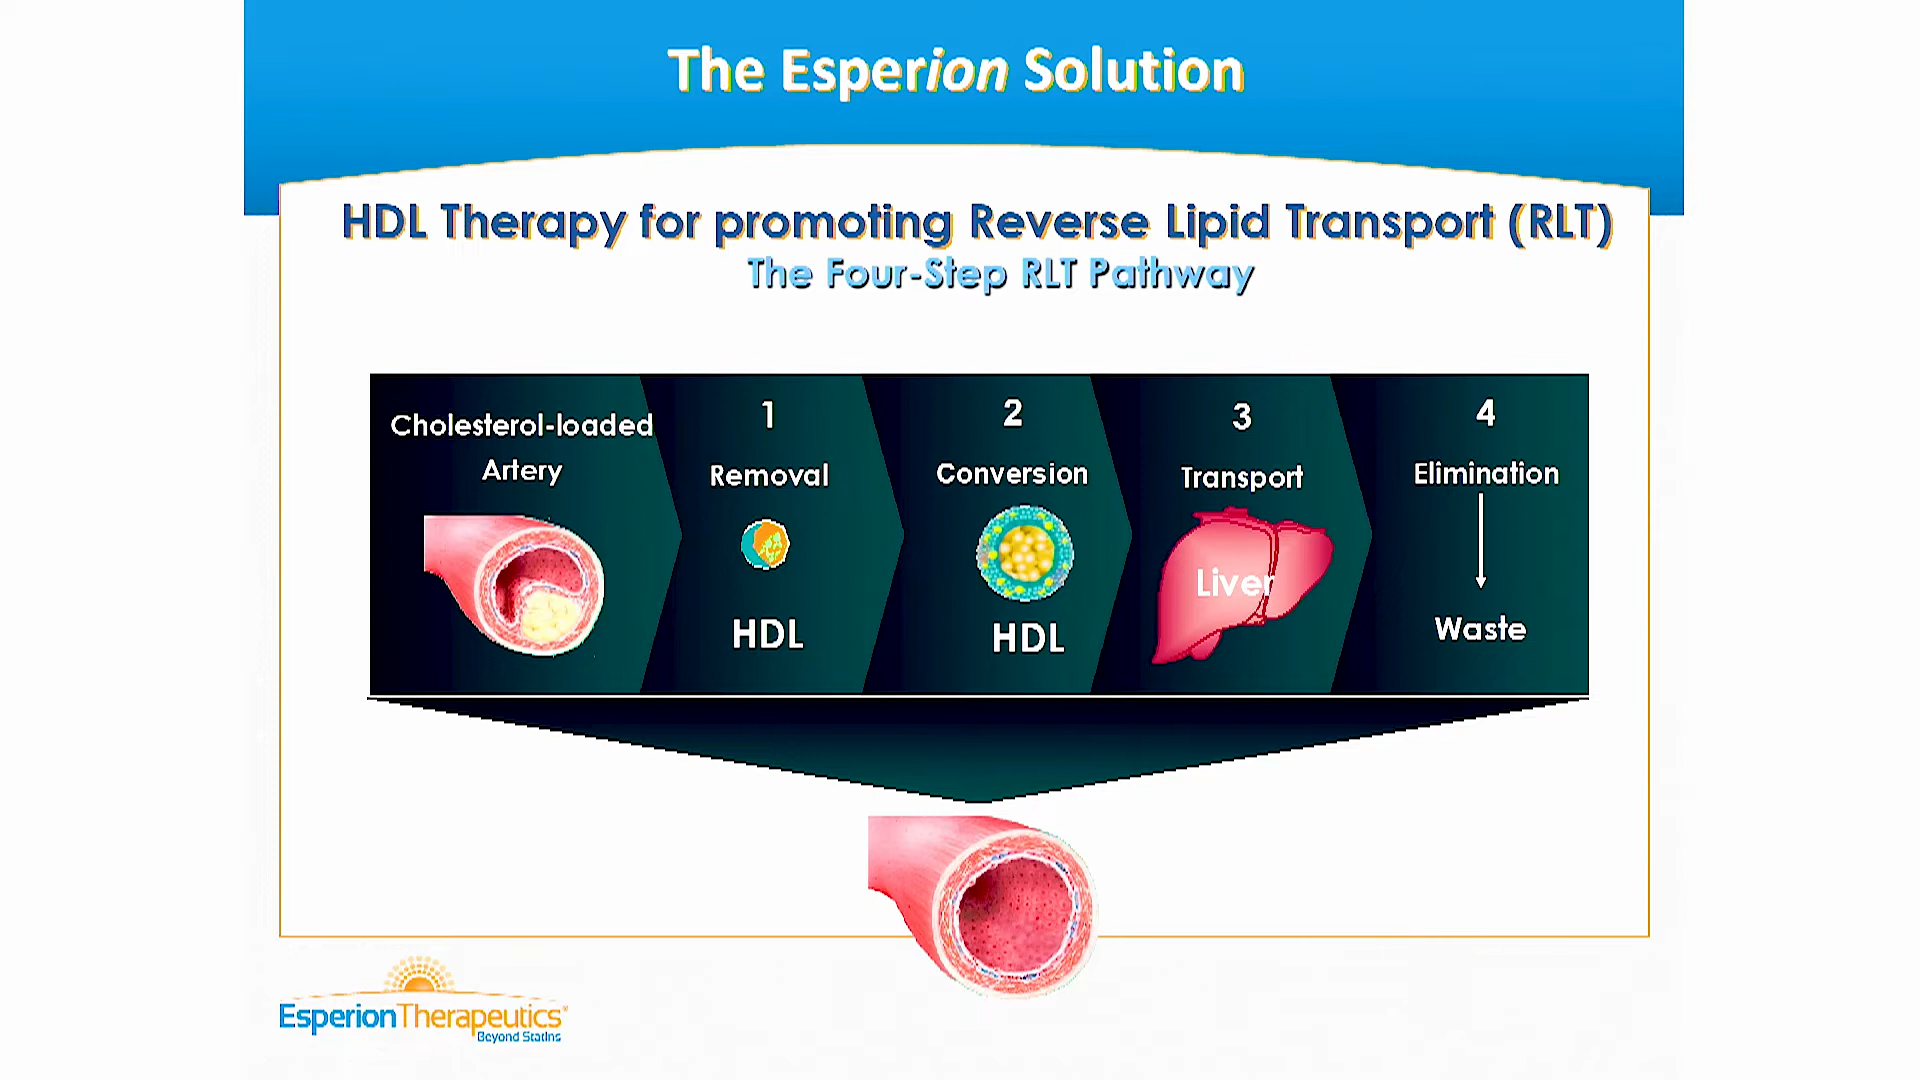 The Esperion Solution
HDL Therapy for promoting Reverse Lipid Transport (RLT)
The Four-Step RLT Pathway
Cholesterol-loaded
Artery
1
Removal
HDL
2
Conversion
HDL
3
Transport
Liver
4
Elimination
Waste
EsperionTherapeutics
Beyond Statins